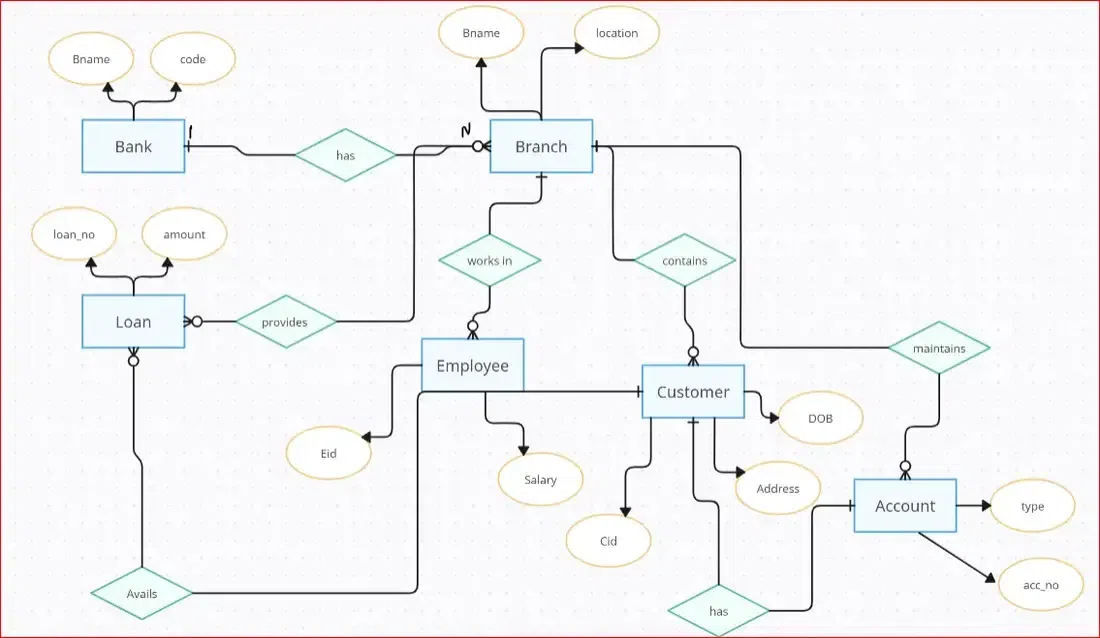 Bname
location
Bname
code
1
N
Bank
has
Branch
loan_no
amount
works in
contains
Loan
provides
maintains
Employee
Customer
DOB
Eid
Salary
Address
Account
type
Cid
acc_no
Avails
has